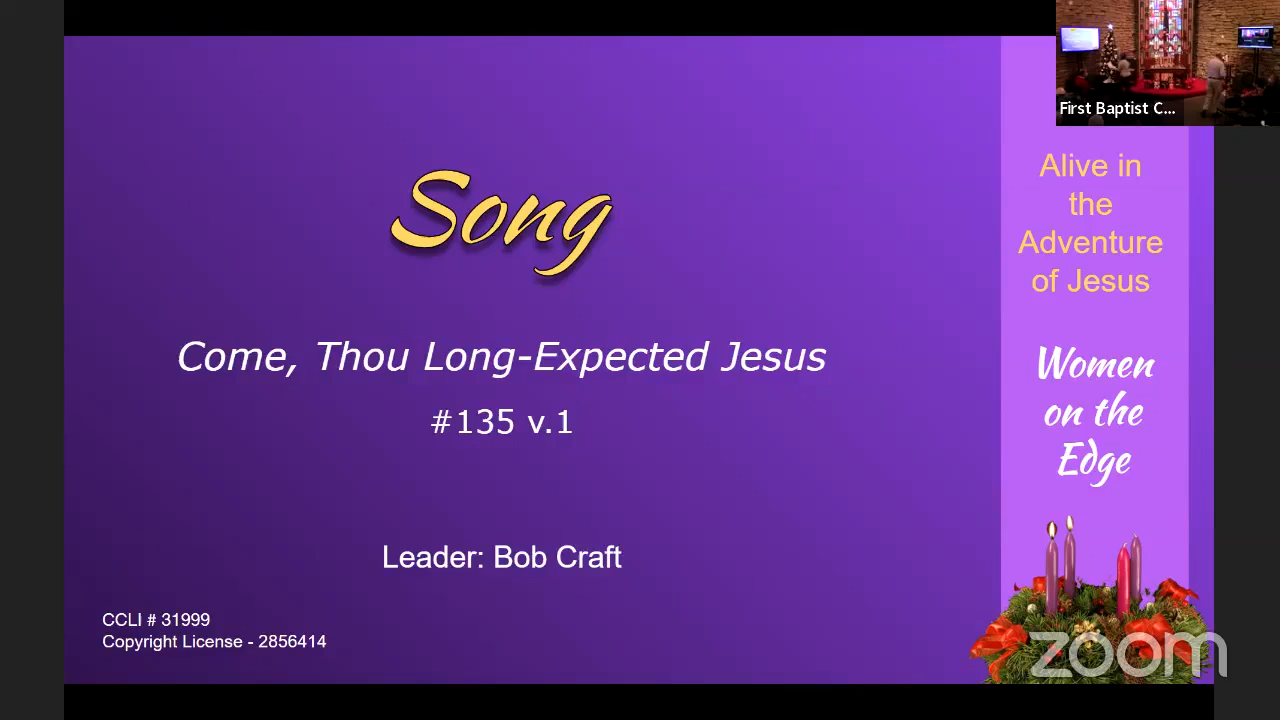 Song
Come, Thou Long-Expected Jesus
#135 v.1
Leader: Bob Craft
CCLI # 31999
Copyright License - 2856414
First Baptist C...
Alive in
the
Adventure
of Jesus
Women
on the
Edge
zoom